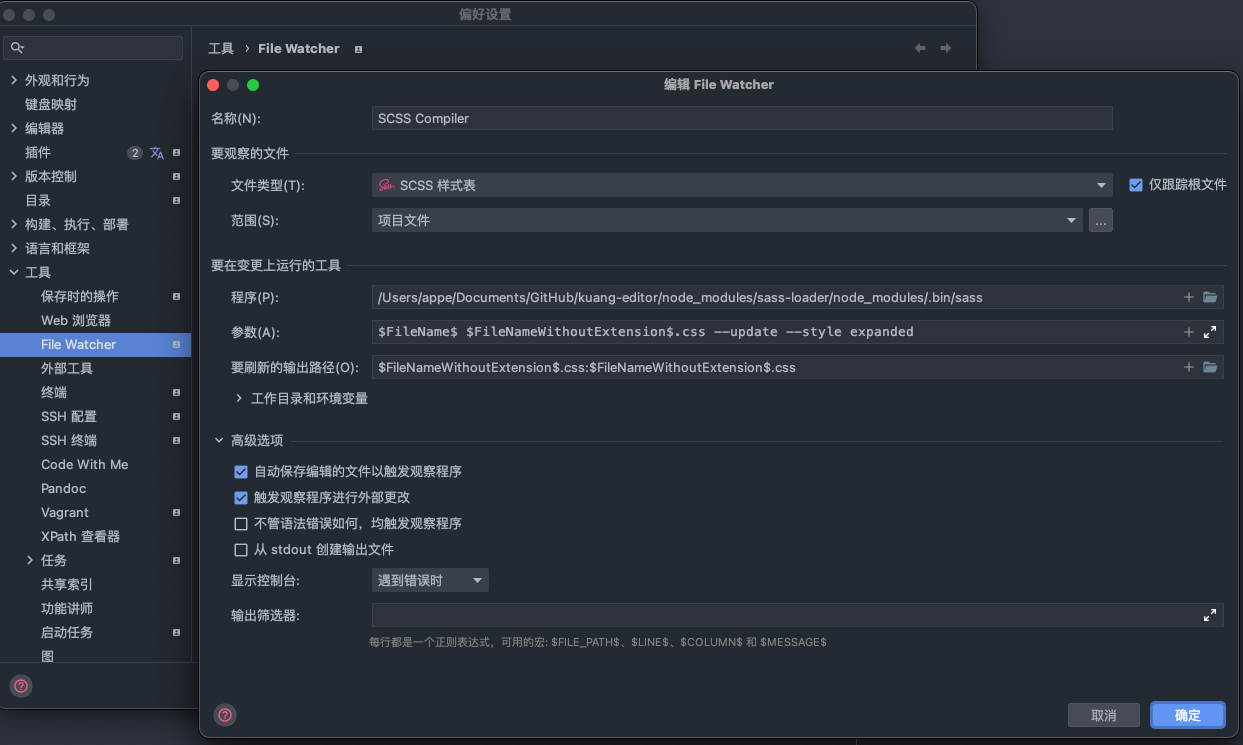 偏好设置
工具 › File Watcher
外观和行为
键盘映射
编辑器
插件 2
版本控制
目录
构建、执行、部署
语言和框架
工具
保存时的操作
Web 浏览器
File Watcher
外部工具
终端
SSH 配置
SSH 终端
Code With Me
Pandoc
Vagrant
XPath 查看器
任务
共享索引
功能讲师
启动任务
图
编辑 File Watcher
名称(N): SCSS Compiler
要观察的文件
文件类型(T): SCSS 样式表 仅跟踪根文件
范围(S): 项目文件 ...
要在变更上运行的工具
程序(P): /Users/appe/Documents/GitHub/kuang-editor/node_modules/sass-loader/node_modules/.bin/sass
参数(A): $FileName$ $FileNameWithoutExtension$.css --update --style expanded
要刷新的输出路径(O): $FileNameWithoutExtension$.css:$FileNameWithoutExtension$.css
工作目录和环境变量
高级选项
自动保存编辑的文件以触发观察程序
触发观察程序进行外部更改
不管语法错误如何，均触发观察程序
从 stdout 创建输出文件
显示控制台: 遇到错误时
输出筛选器:
每行都是一个正则表达式，可用的宏: $FILE_PATH$、$LINE$、$COLUMN$ 和 $MESSAGE$
取消 确定